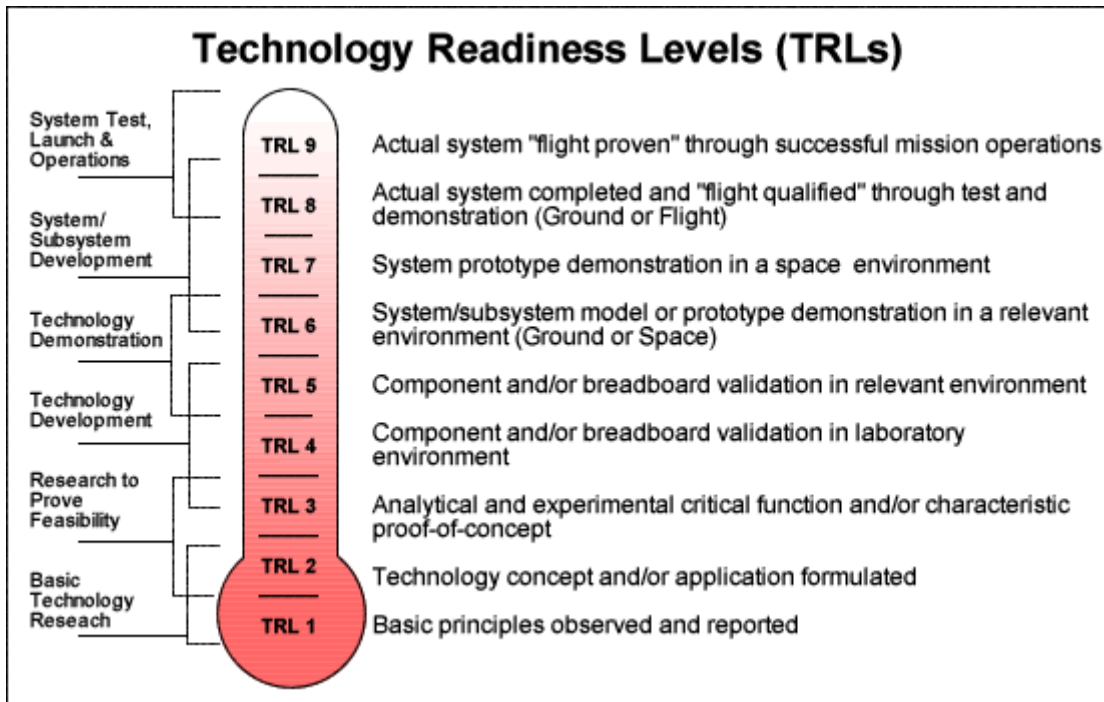 Technology Readiness Levels (TRLs)
System Test,
Launch &
Operations
System/
Subsystem
Development
Technology
Demonstration
Technology
Development
Research to
Prove
Feasibility
Basic
Technology
Reseach
TRL 9
TRL 8
TRL 7
TRL 6
TRL 5
TRL 4
TRL 3
TRL 2
TRL 1
Actual system "flight proven" through successful mission operations
Actual system completed and "flight qualified" through test and
demonstration (Ground or Flight)
System prototype demonstration in a space environment
System/subsystem model or prototype demonstration in a relevant
environment (Ground or Space)
Component and/or breadboard validation in relevant environment
Component and/or breadboard validation in laboratory
environment
Analytical and experimental critical function and/or characteristic
proof-of-concept
Technology concept and/or application formulated
Basic principles observed and reported